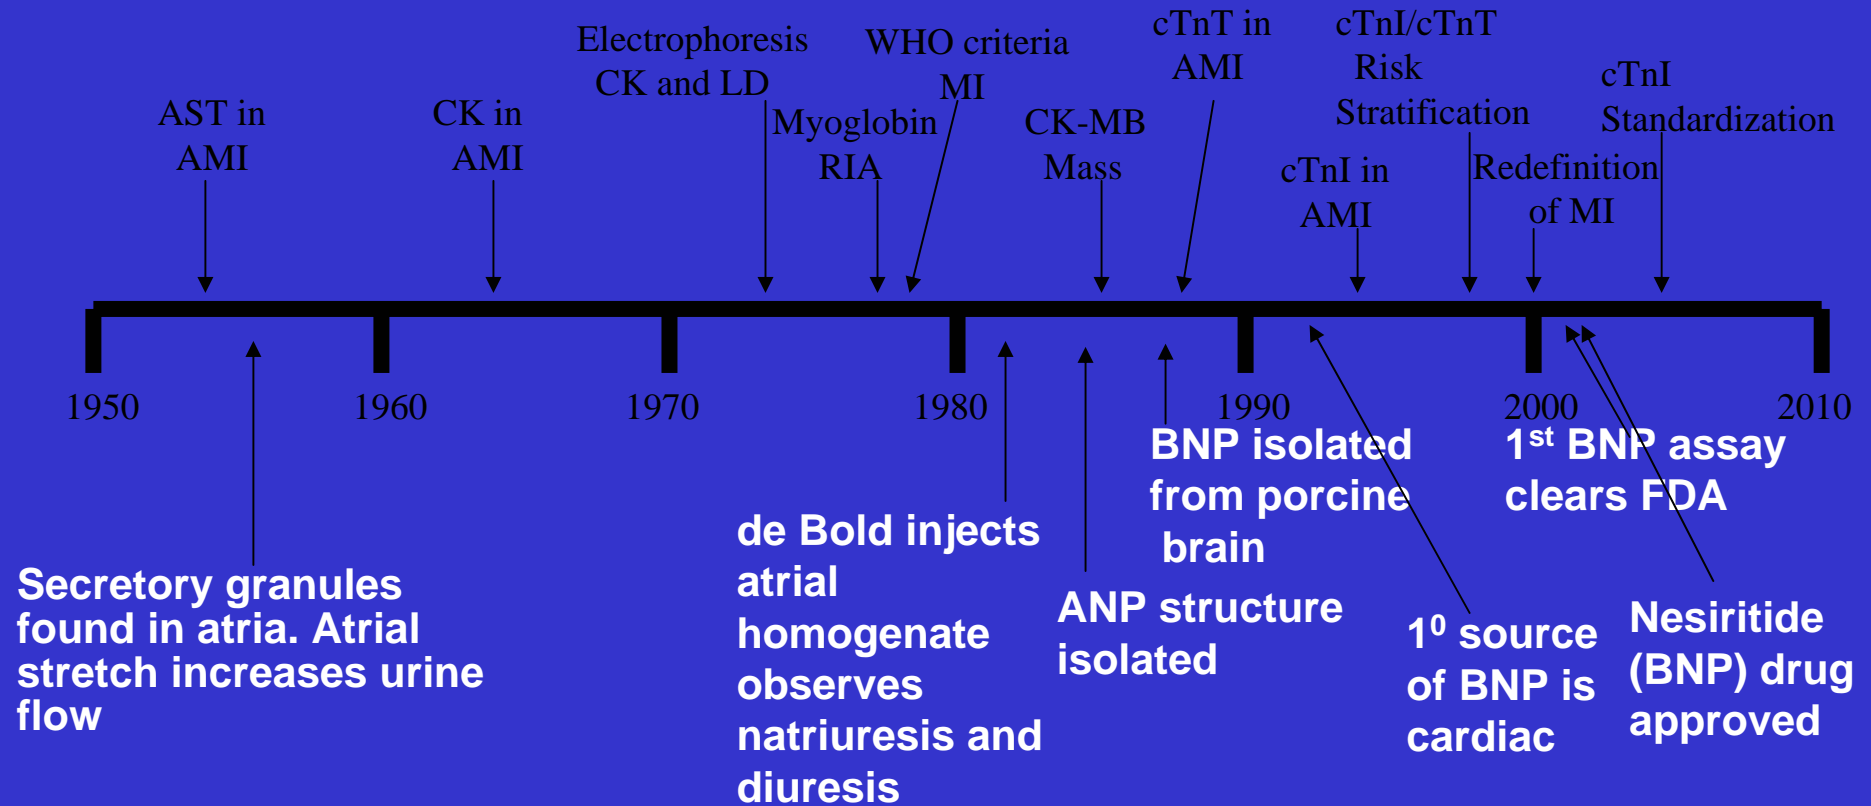 Electrophoresis
CK and LD
WHO criteria
MI
cTnT in
AMI
cTnI/cTnT
Risk
Stratification
cTnI
Standardization
AST in
AMI
CK in
AMI
Myoglobin
RIA
CK-MB
Mass
cTnI in
AMI
Redefinition
of MI
1950
1960
1970
1980
1990
2000
2010
Secretory granules
found in atria. Atrial
stretch increases urine
flow
de Bold injects
atrial
homogenate
observes
natriuresis and
diuresis
ANP structure
isolated
BNP isolated
from porcine
brain
1⁰ source
of BNP is
cardiac
1st BNP assay
clears FDA
Nesiritide
(BNP) drug
approved